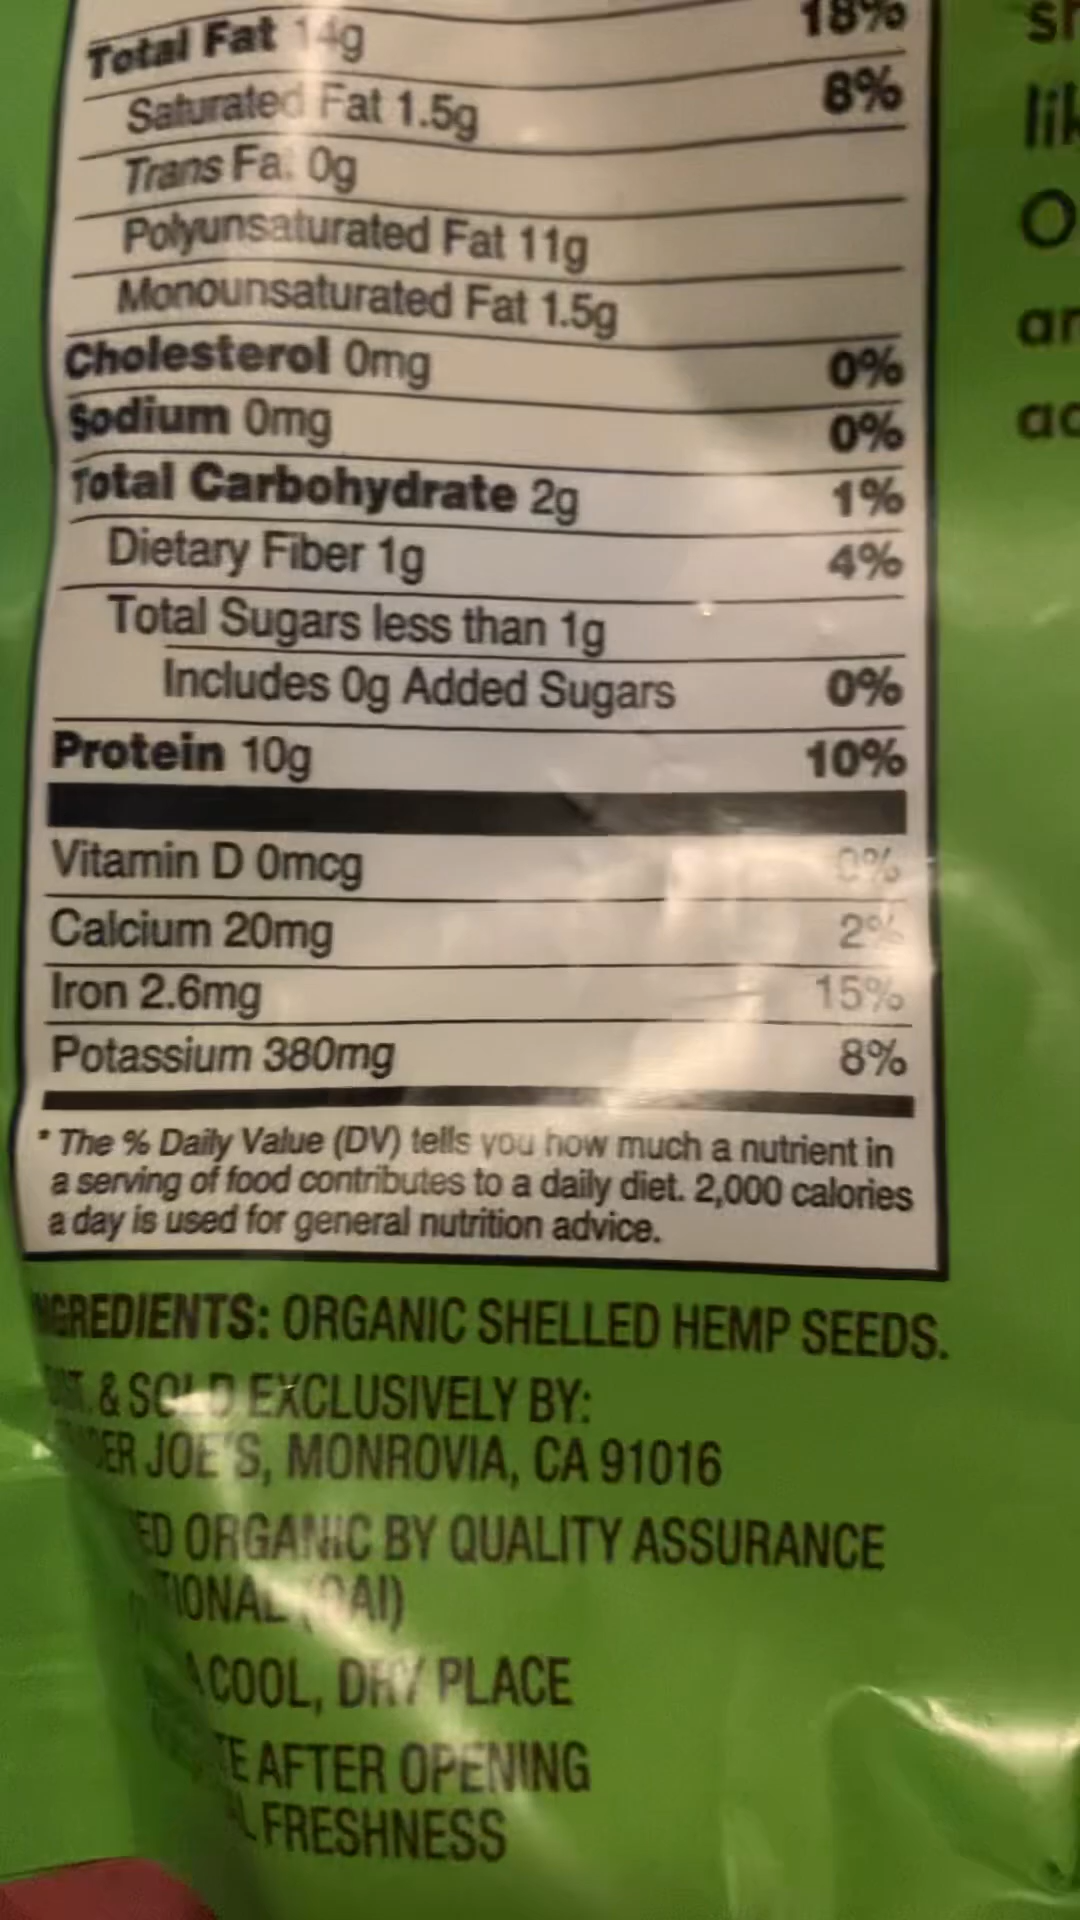 Total Fat 14g 18%
Saturated Fat 1.5g 8%
Trans Fat 0g
Polyunsaturated Fat 11g
Monounsaturated Fat 1.5g
Cholesterol 0mg 0%
Sodium 0mg 0%
Total Carbohydrate 2g 1%
Dietary Fiber 1g 4%
Total Sugars less than 1g
Includes 0g Added Sugars 0%
Protein 10g 10%
Vitamin D 0mcg 0%
Calcium 20mg 2%
Iron 2.6mg 15%
Potassium 380mg 8%
* The % Daily Value (DV) tells you how much a nutrient in
a serving of food contributes to a daily diet. 2,000 calories
a day is used for general nutrition advice.
INGREDIENTS: ORGANIC SHELLED HEMP SEEDS.
& SOLD EXCLUSIVELY BY:
JOE'S, MONROVIA, CA 91016
ORGANIC BY QUALITY ASSURANCE
(QAI)
A COOL, DRY PLACE
AFTER OPENING
FRESHNESS